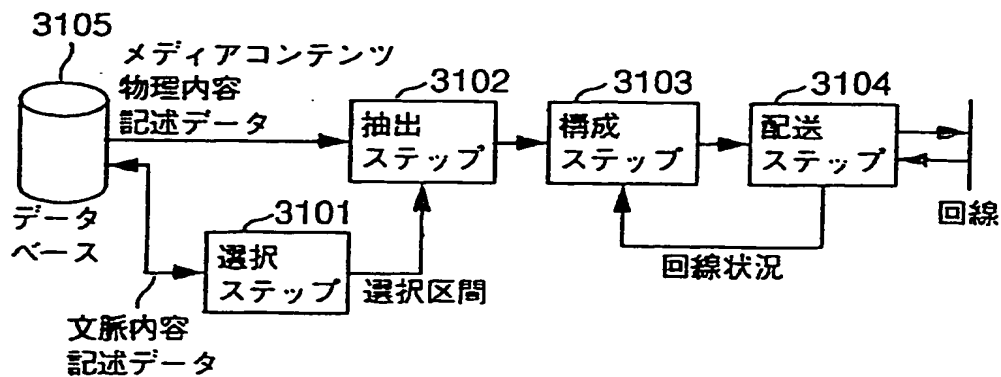 3105
メディアコンテンツ
物理内容
記述データ
3102
抽出
ステップ
3103
構成
ステップ
3104
配送
ステップ
回線
データ
ベース
3101
選択
ステップ
選択区間
回線状況
文脈内容
記述データ